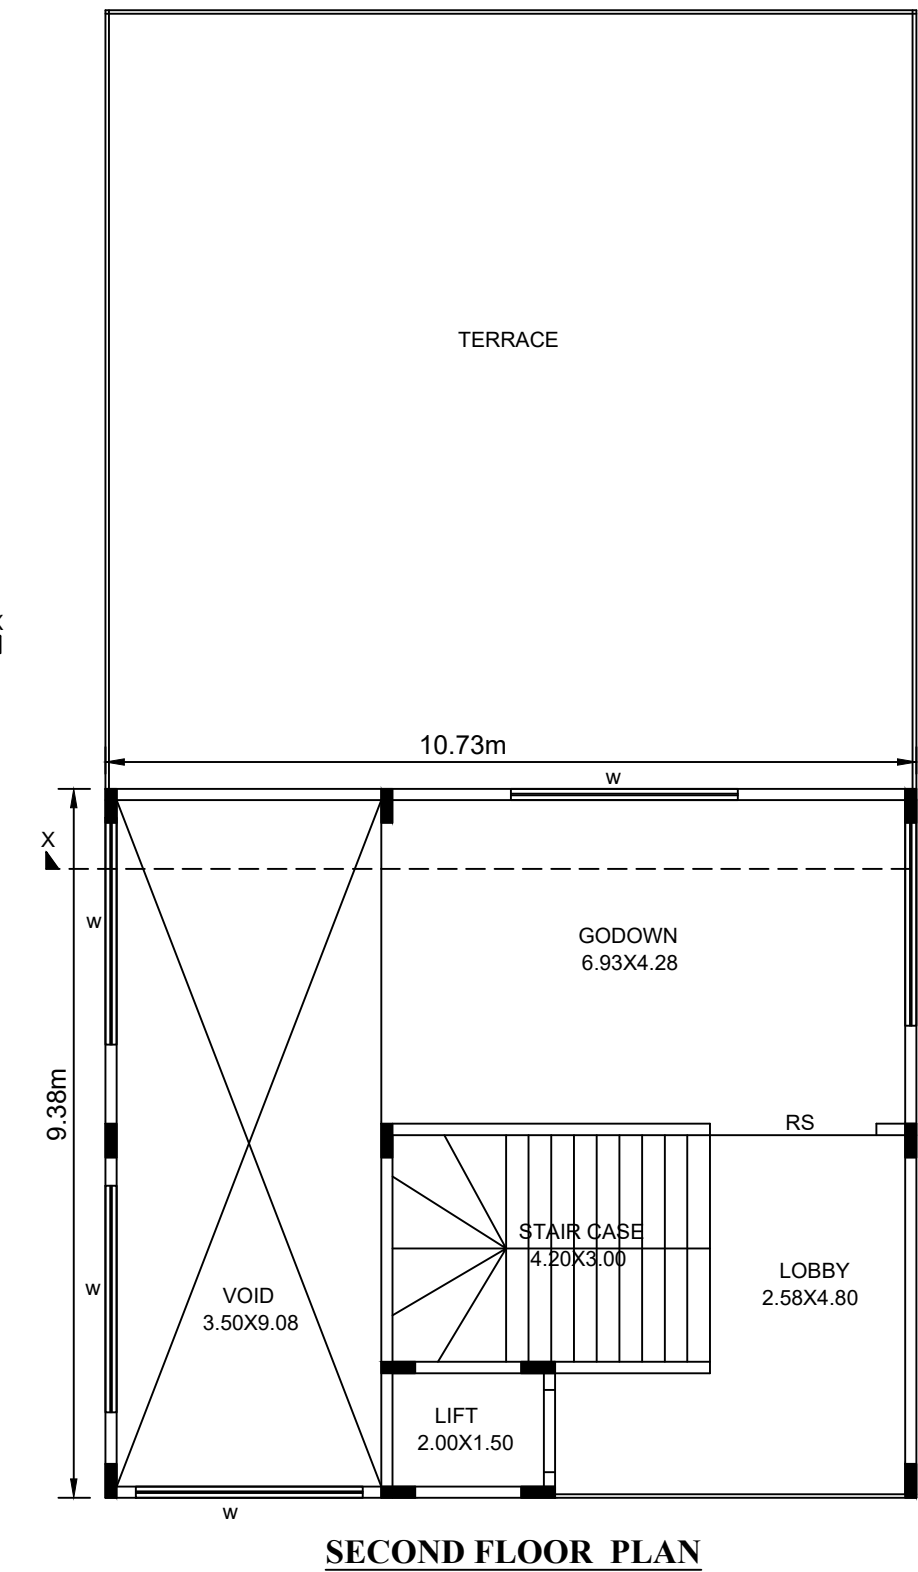 TERRACE
10.73m
w
X
w
GODOWN
6.93X4.28
9.38m
RS
STAIR CASE
4.20X3.00
LOBBY
2.58X4.80
w
VOID
3.50X9.08
LIFT
2.00X1.50
w
SECOND FLOOR PLAN